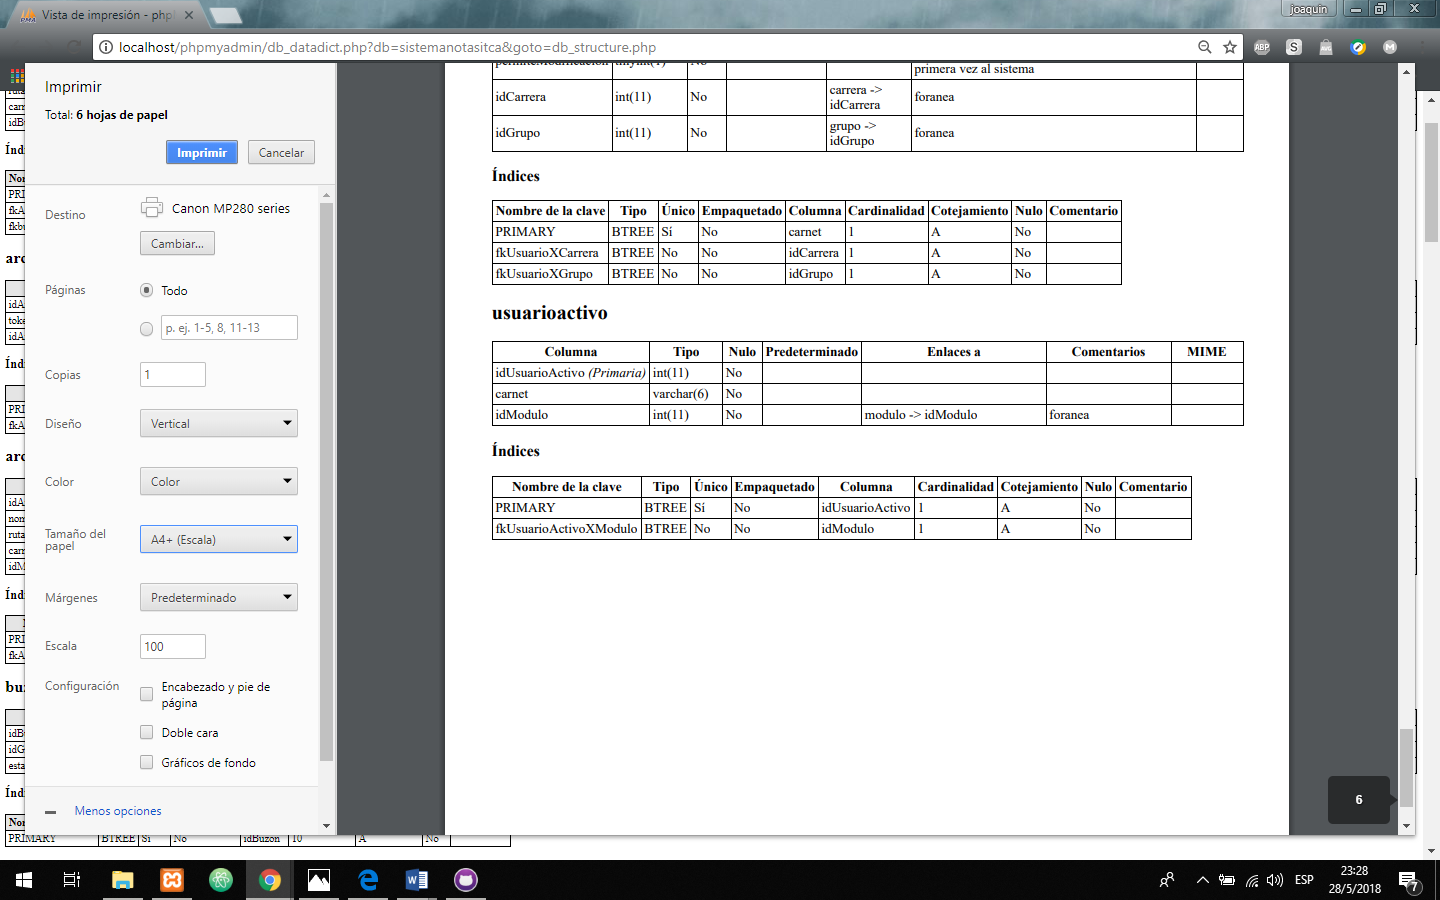 Vista de impresión - php
joaquin
localhost/phpmyadmin/db_datadict.php?db=sistemanotasitca&goto=db_structure.php
ABP
S
AVG
M
Imprimir
Total: 6 hojas de papel
Imprimir
Cancelar
Destino
Canon MP280 series
Cambiar...
Páginas
Todo
p. ej. 1-5, 8, 11-13
Copias
1
Diseño
Vertical
Color
Color
Tamaño del
papel
A4+ (Escala)
Márgenes
Predeterminado
Escala
100
Configuración
Encabezado y pie de
página
Doble cara
Gráficos de fondo
Menos opciones
permiteModificacion tinyint(1) No
primera vez al sistema
idCarrera int(11) No carrera -> idCarrera foranea
idGrupo int(11) No grupo -> idGrupo foranea
Índices
Nombre de la clave Tipo Único Empaquetado Columna Cardinalidad Cotejamiento Nulo Comentario
PRIMARY BTREE Sí No carnet 1 A No
fkUsuarioXCarrera BTREE No No idCarrera 1 A No
fkUsuarioXGrupo BTREE No No idGrupo 1 A No
usuarioactivo
Columna Tipo Nulo Predeterminado Enlaces a Comentarios MIME
idUsuarioActivo (Primaria) int(11) No
carnet varchar(6) No
idModulo int(11) No modulo -> idModulo foranea
Índices
Nombre de la clave Tipo Único Empaquetado Columna Cardinalidad Cotejamiento Nulo Comentario
PRIMARY BTREE Sí No idUsuarioActivo 1 A No
fkUsuarioActivoXModulo BTREE No No idModulo 1 A No
6
PRIMARY BTREE Sí No idBuzon 10 A No
ESP
23:28
28/5/2018
7